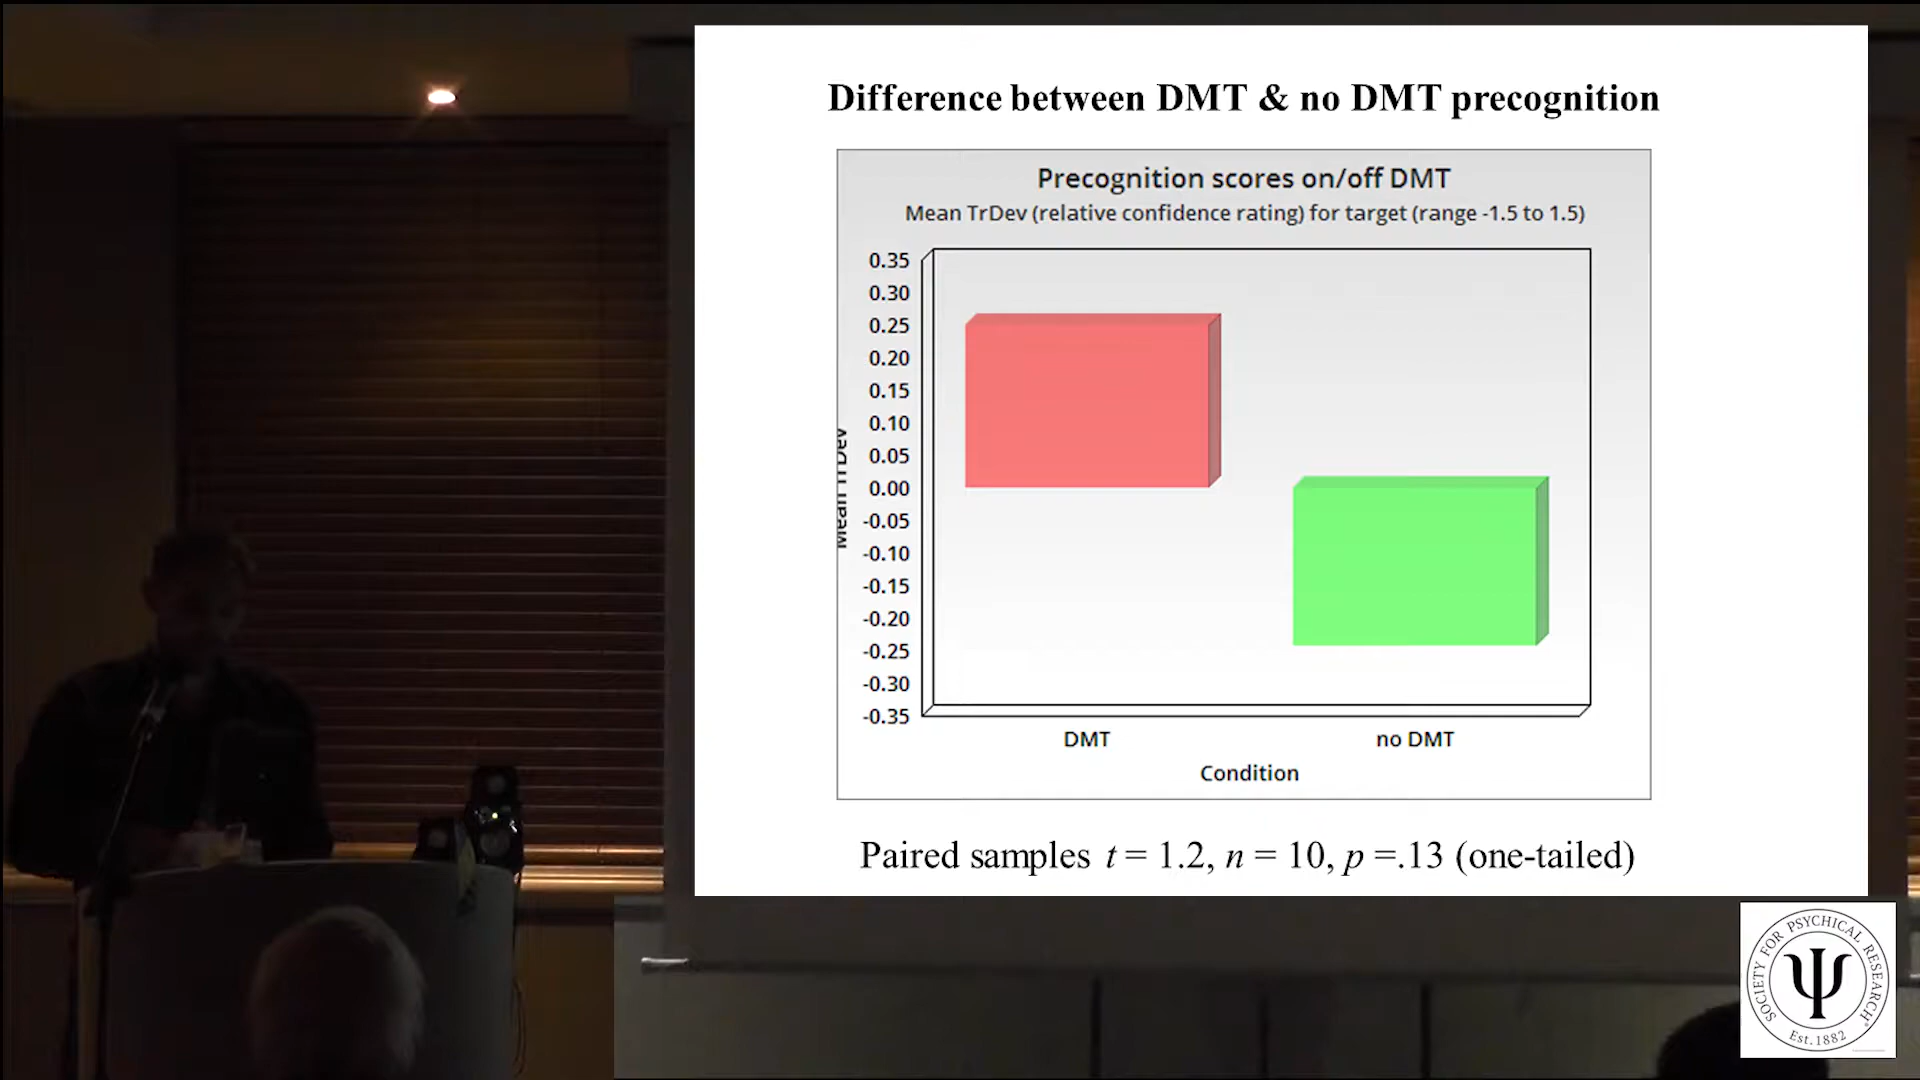 Difference between DMT & no DMT precognition
Precognition scores on/off DMT
Mean TrDev (relative confidence rating) for target (range -1.5 to 1.5)
Mean TrDev
0.35
0.30
0.25
0.20
0.15
0.10
0.05
0.00
-0.05
-0.10
-0.15
-0.20
-0.25
-0.30
-0.35
DMT no DMT
Condition
Paired samples t = 1.2, n = 10, p =.13 (one-tailed)
SOCIETY FOR PSYCHICAL RESEARCH
Ψ
Est.1882